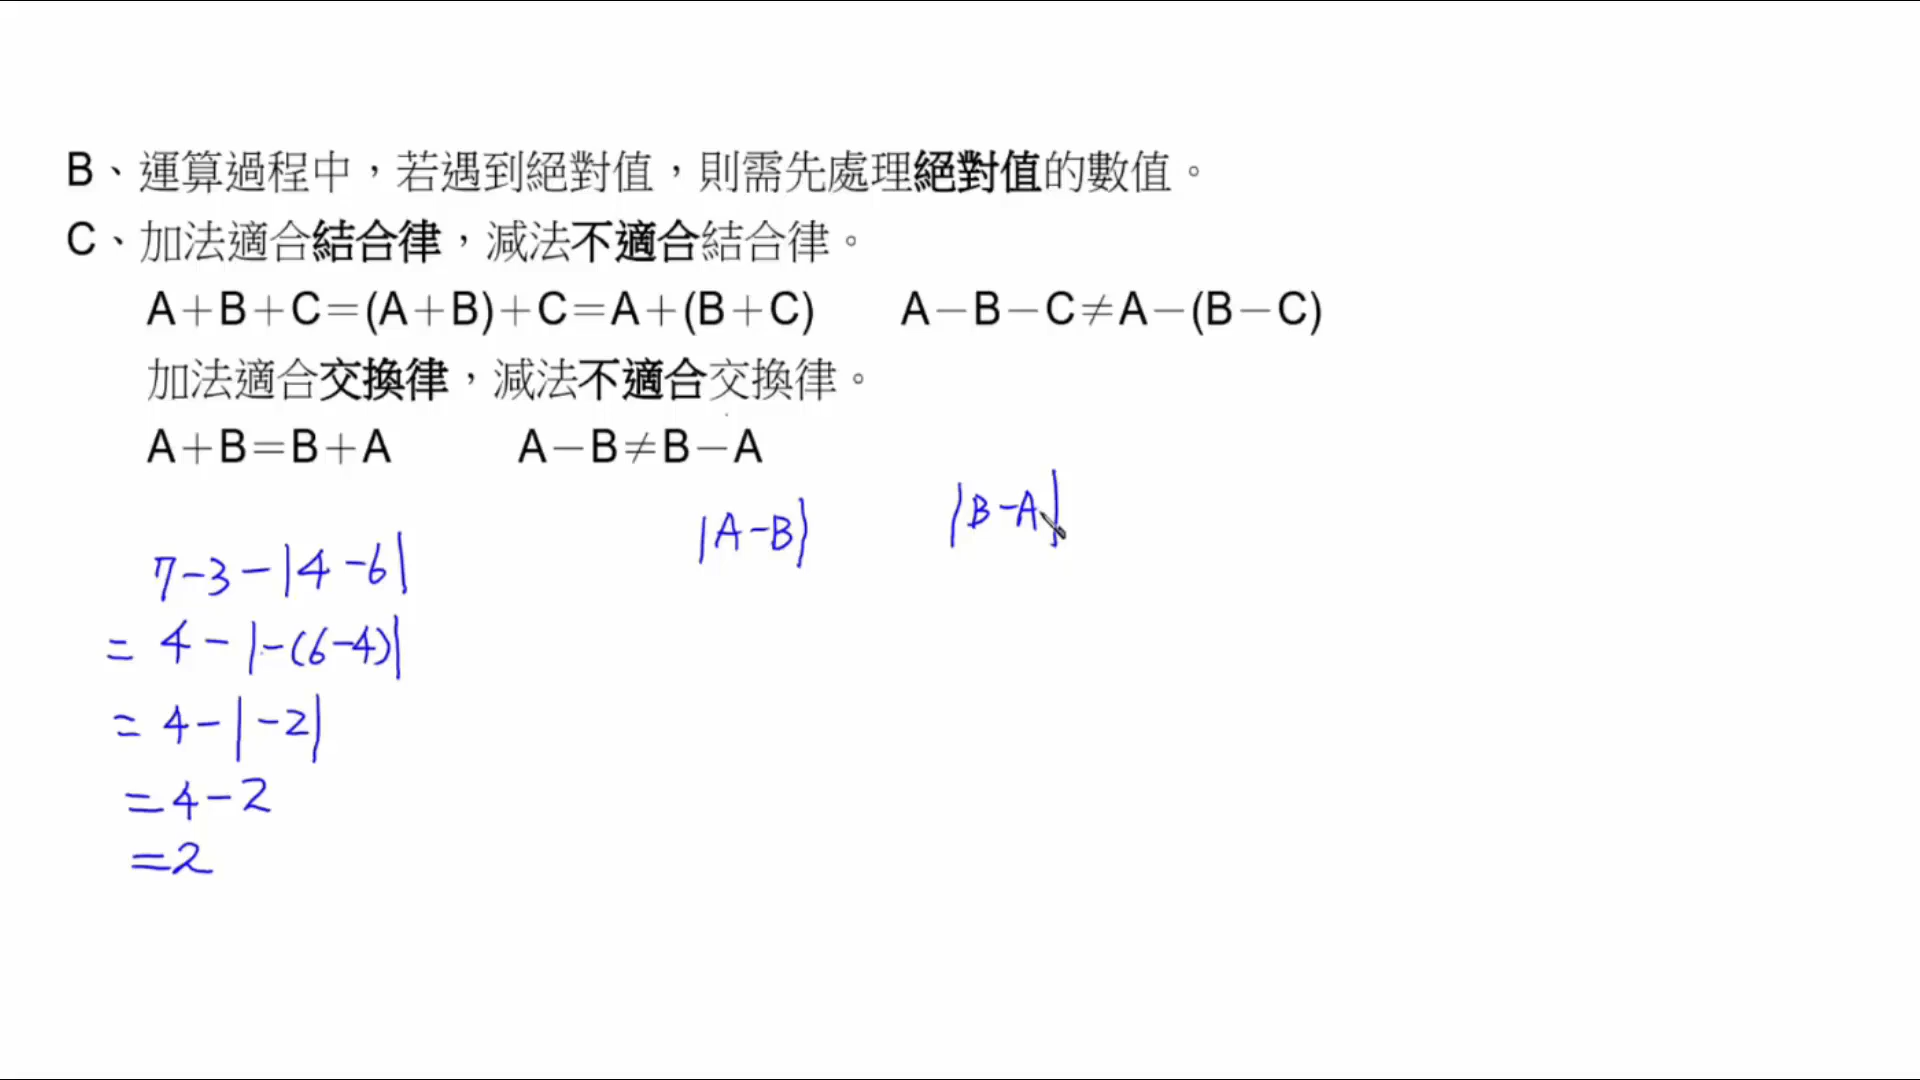 B、運算過程中，若遇到絕對值，則需先處理絕對值的數值。
C、加法適合結合律，減法不適合結合律。
A＋B＋C＝(A＋B)＋C＝A＋(B＋C)　　A－B－C≠A－(B－C)
加法適合交換律，減法不適合交換律。
A＋B＝B＋A　　A－B≠B－A
|A-B|　　|B-A|
7-3-|4-6|
= 4-|-(6-4)|
= 4-|-2|
=4-2
=2